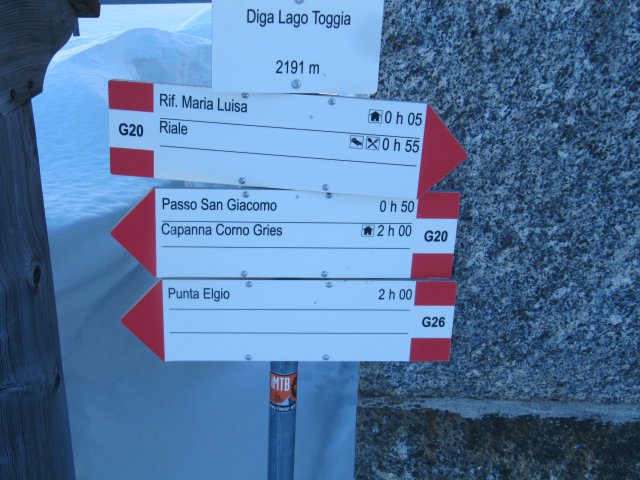 Diga Lago Toggia
2191 m
Rif. Maria Luisa 0 h 05
G20
Riale 0 h 55
Passo San Giacomo 0 h 50
Capanna Corno Gries 2 h 00
G20
Punta Elgio 2 h 00
G26
MTB